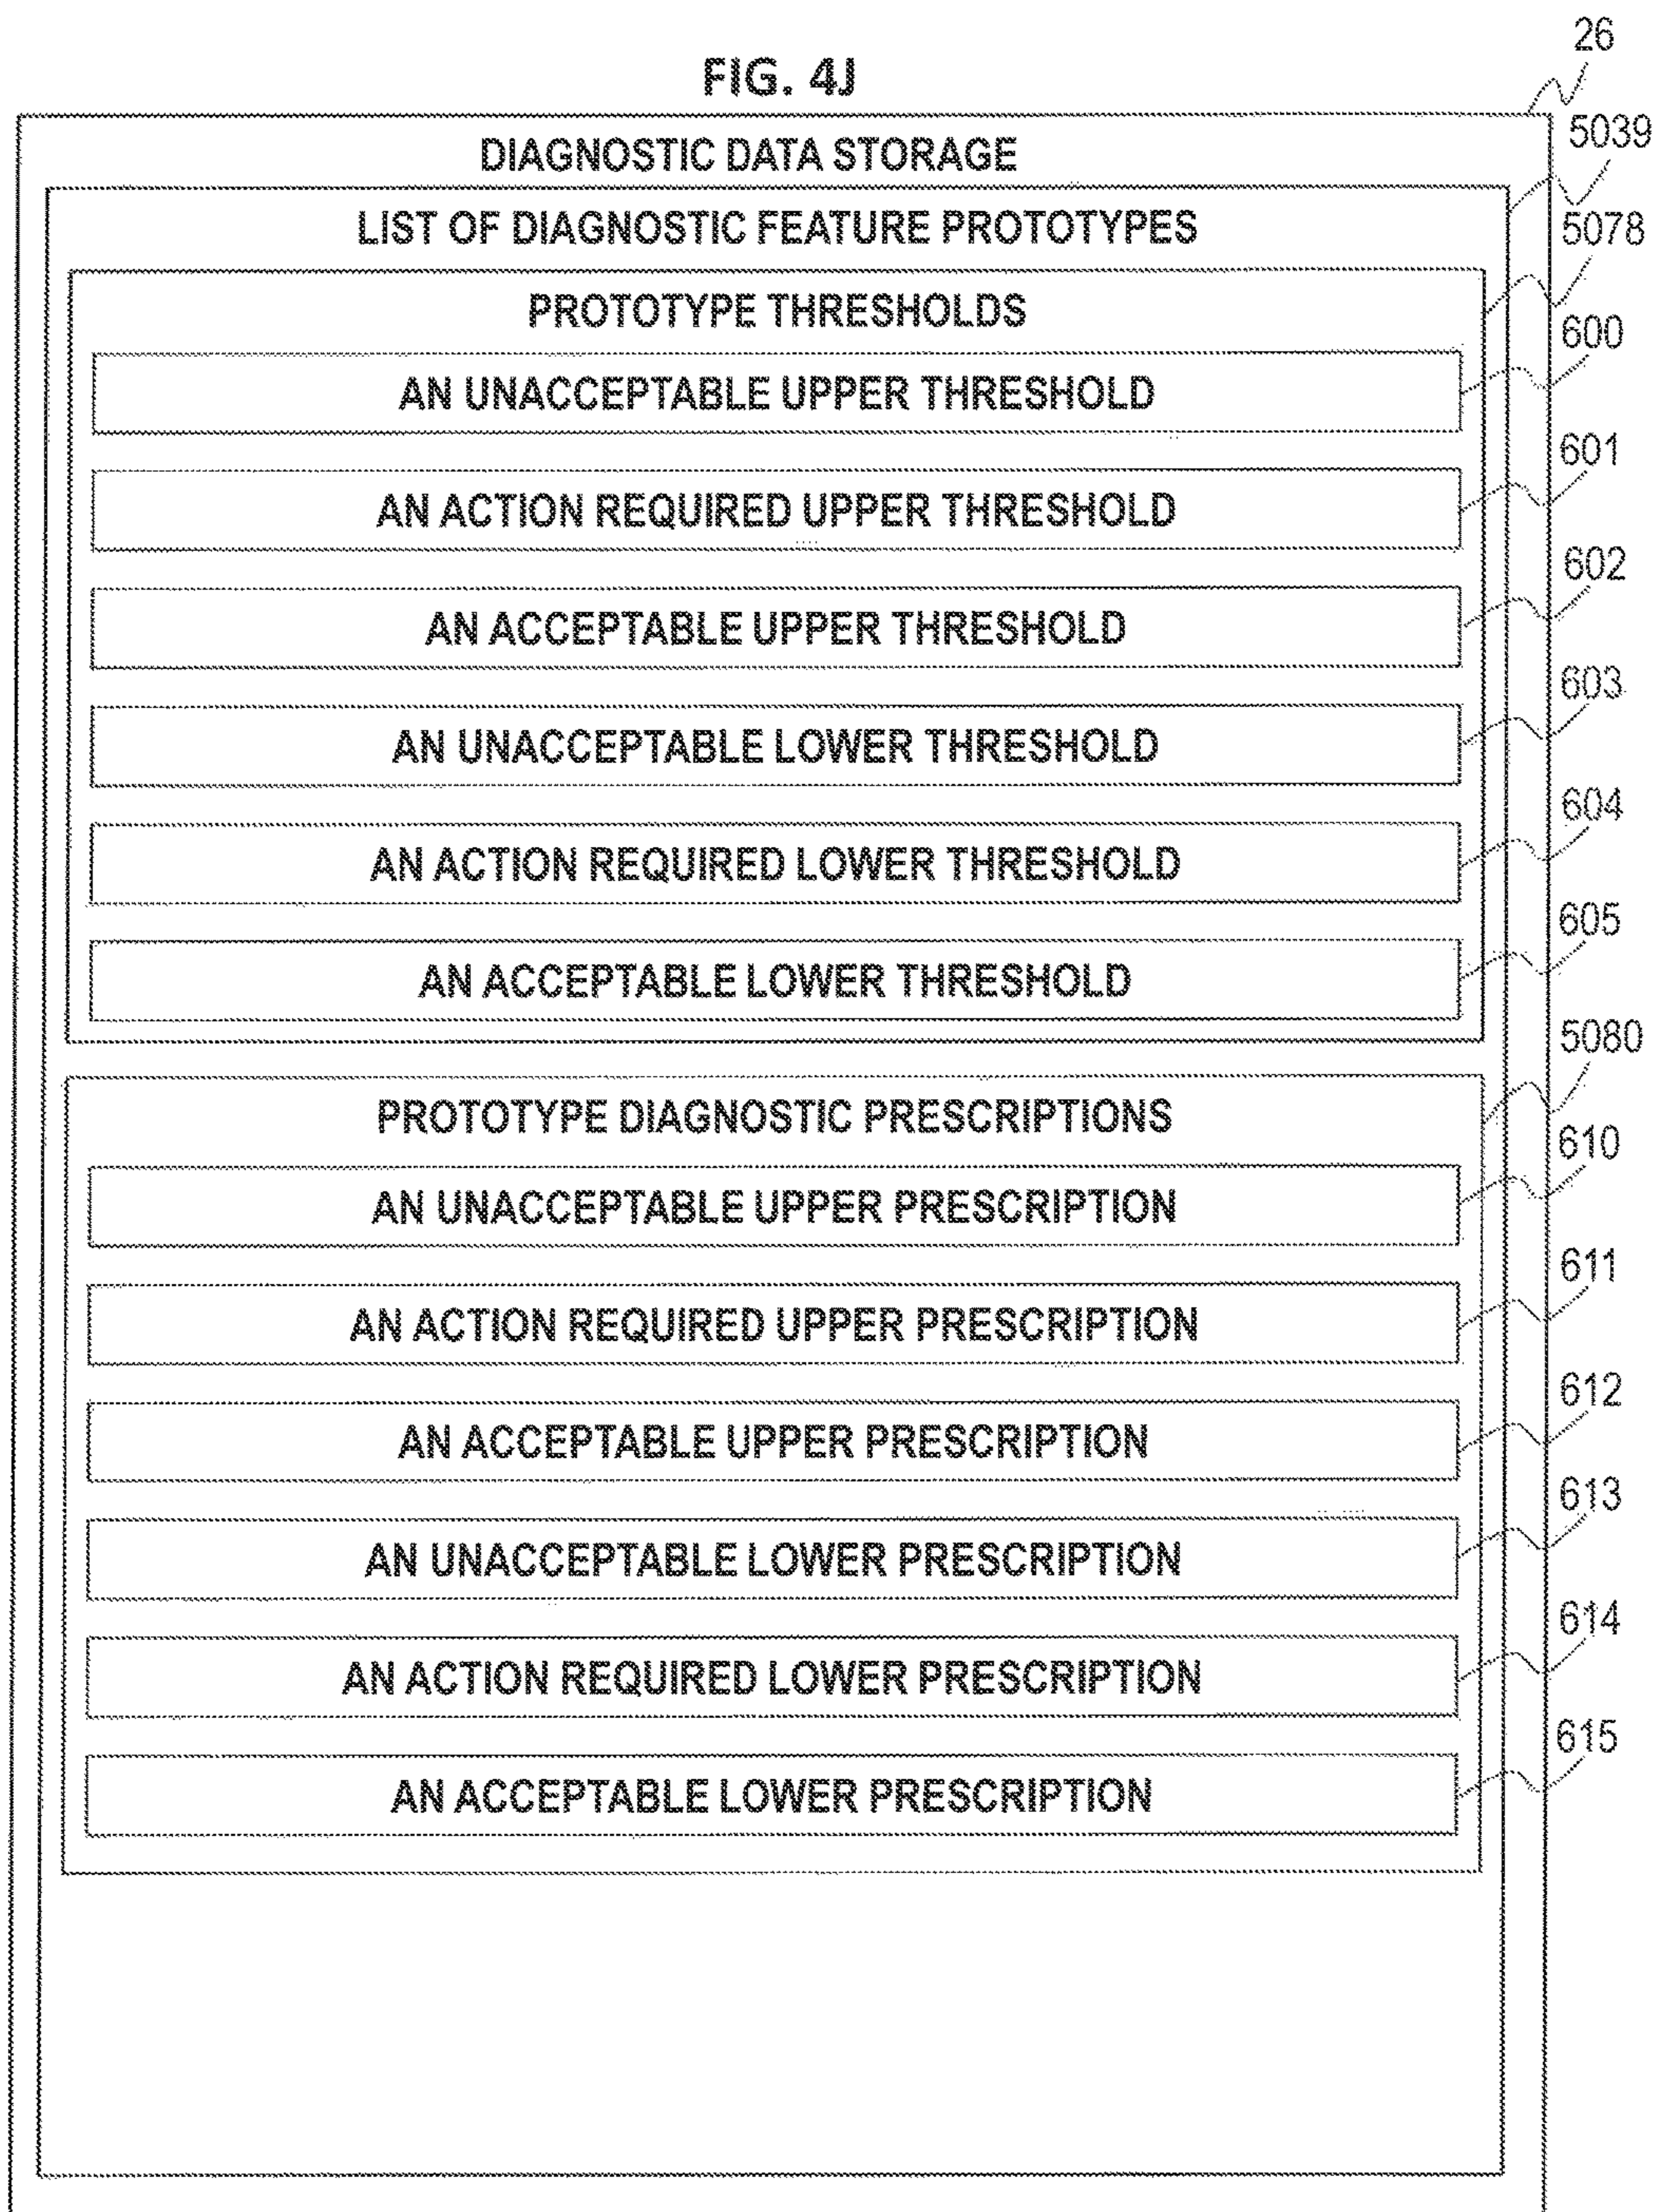 26
FIG. 4J
5039
DIAGNOSTIC DATA STORAGE
LIST OF DIAGNOSTIC FEATURE PROTOTYPES
5078
PROTOTYPE THRESHOLDS
600
AN UNACCEPTABLE UPPER THRESHOLD
601
AN ACTION REQUIRED UPPER THRESHOLD
602
AN ACCEPTABLE UPPER THRESHOLD
603
AN UNACCEPTABLE LOWER THRESHOLD
604
AN ACTION REQUIRED LOWER THRESHOLD
605
AN ACCEPTABLE LOWER THRESHOLD
5080
PROTOTYPE DIAGNOSTIC PRESCRIPTIONS
610
AN UNACCEPTABLE UPPER PRESCRIPTION
611
AN ACTION REQUIRED UPPER PRESCRIPTION
612
AN ACCEPTABLE UPPER PRESCRIPTION
613
AN UNACCEPTABLE LOWER PRESCRIPTION
614
AN ACTION REQUIRED LOWER PRESCRIPTION
615
AN ACCEPTABLE LOWER PRESCRIPTION